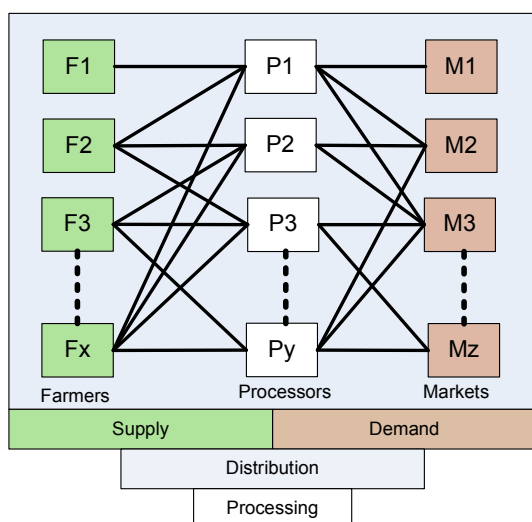 F1 P1 M1
F2 P2 M2
F3 P3 M3
Fx Py Mz
Farmers Processors Markets
Supply Demand
Distribution
Processing